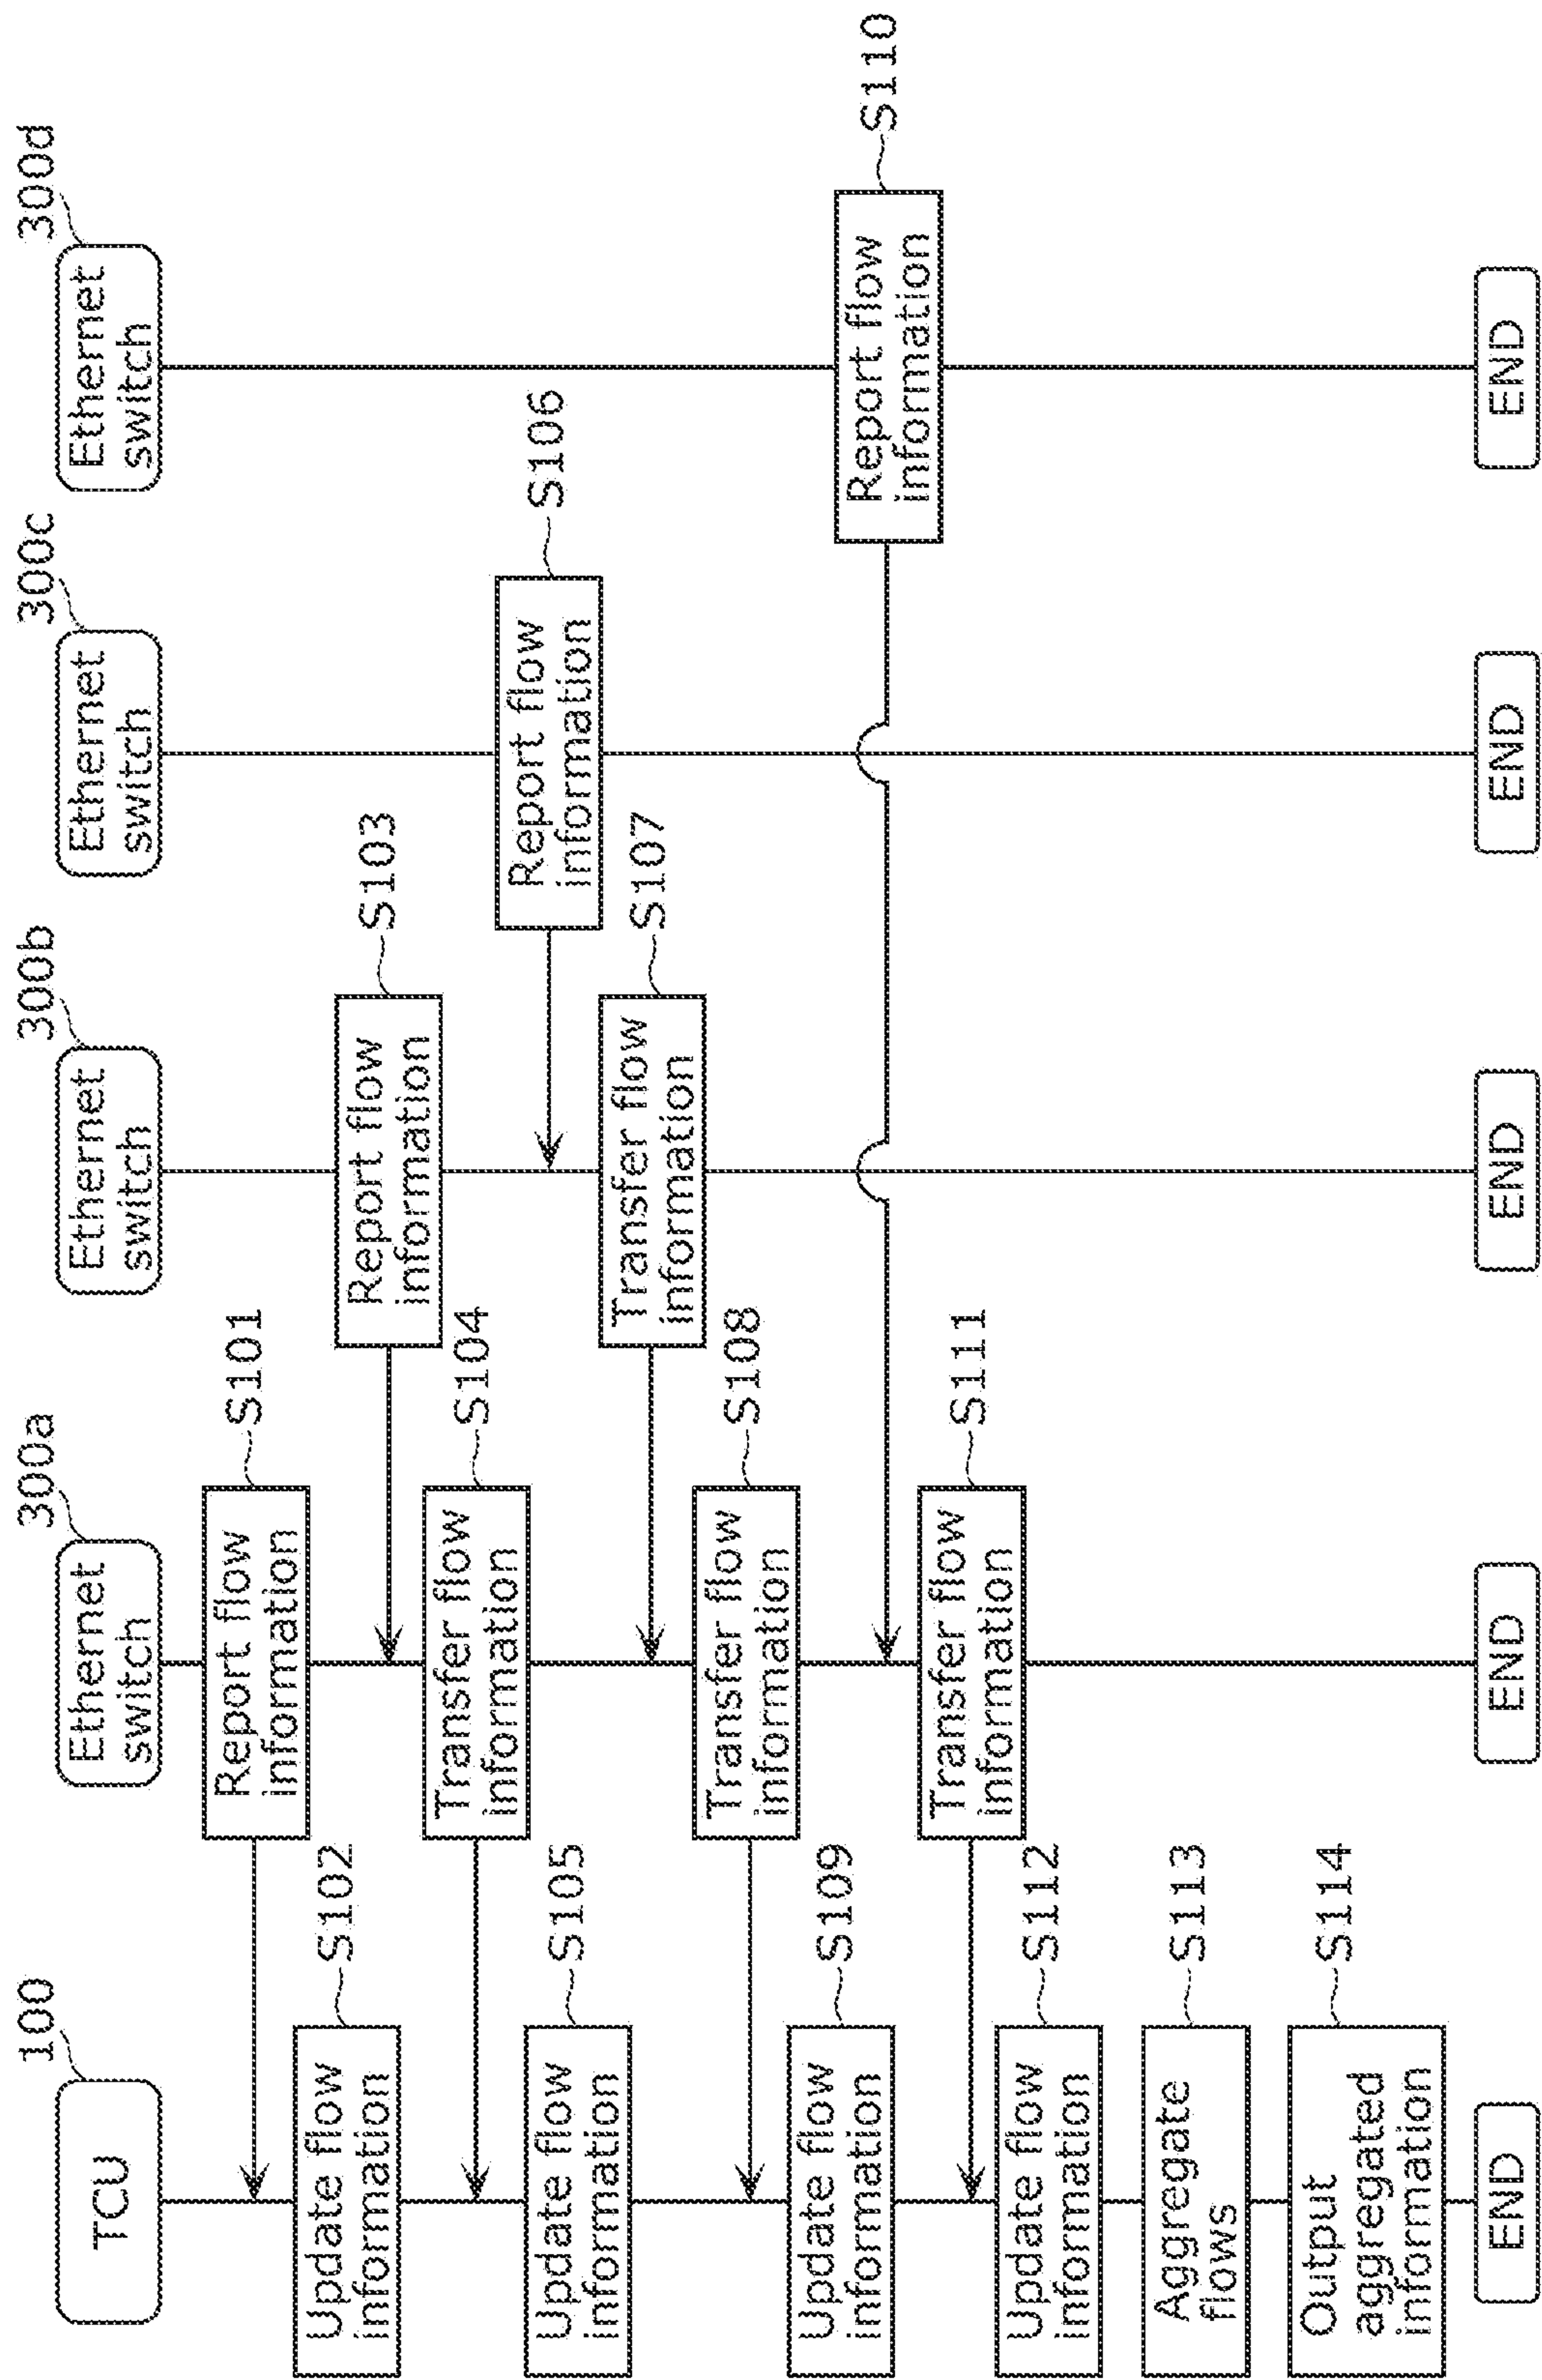 100
TCU
300a
Ethernet
switch
300b
Ethernet
switch
300c
Ethernet
switch
300d
Ethernet
switch
S101
Report flow
information
S102
Update flow
information
S103
Report flow
information
S104
Transfer flow
information
S105
Update flow
information
S106
Report flow
information
S107
Transfer flow
information
S108
Transfer flow
information
S109
Update flow
information
S110
Report flow
information
S111
Transfer flow
information
S112
Update flow
information
S113
Aggregate
flows
S114
Output
aggregated
information
END
END
END
END
END